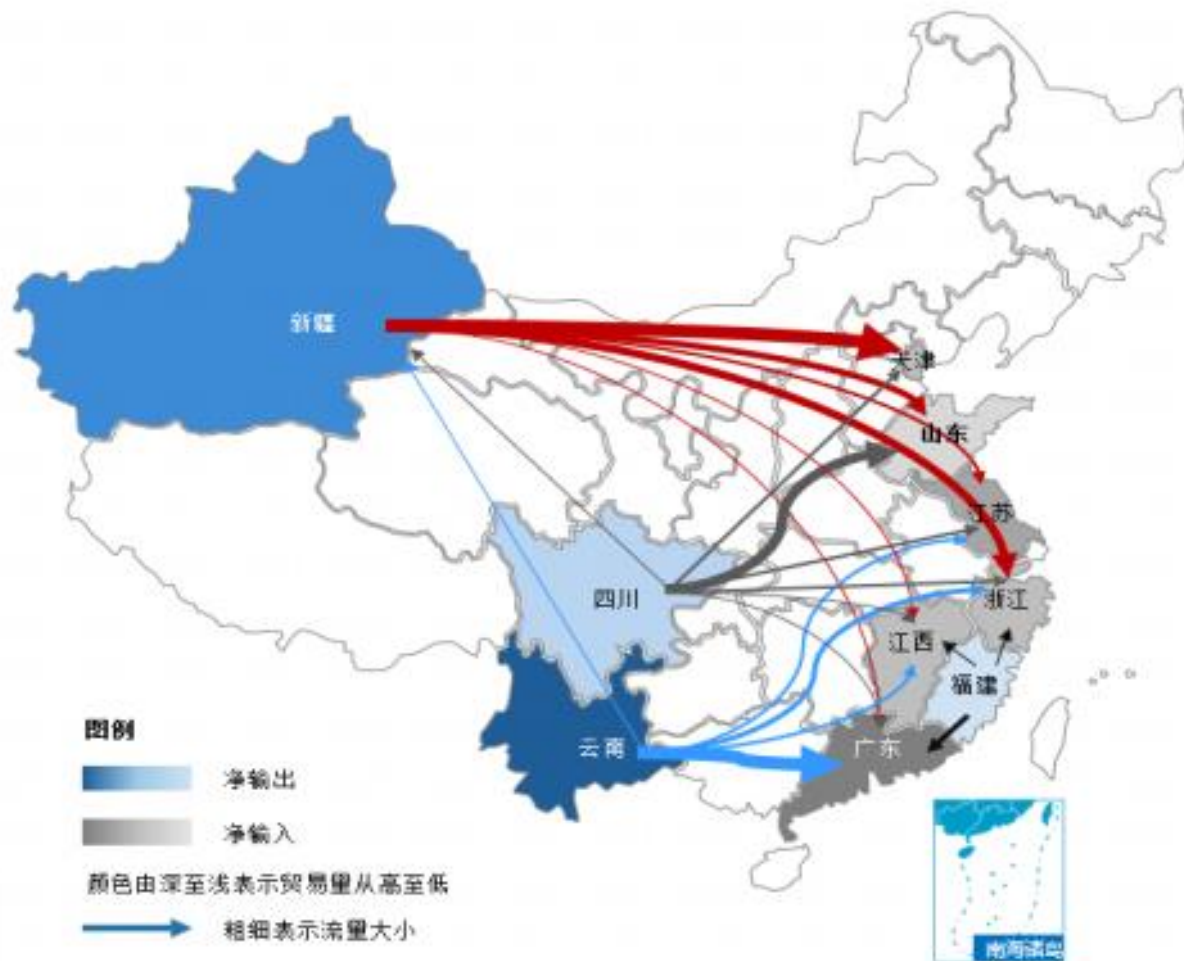 新疆
天津
山东
江苏
四川
浙江
江西
福建
云南
广东
图例
净输出
净输入
颜色由深至浅表示贸易量从高至低
粗细表示流量大小
南海诸岛